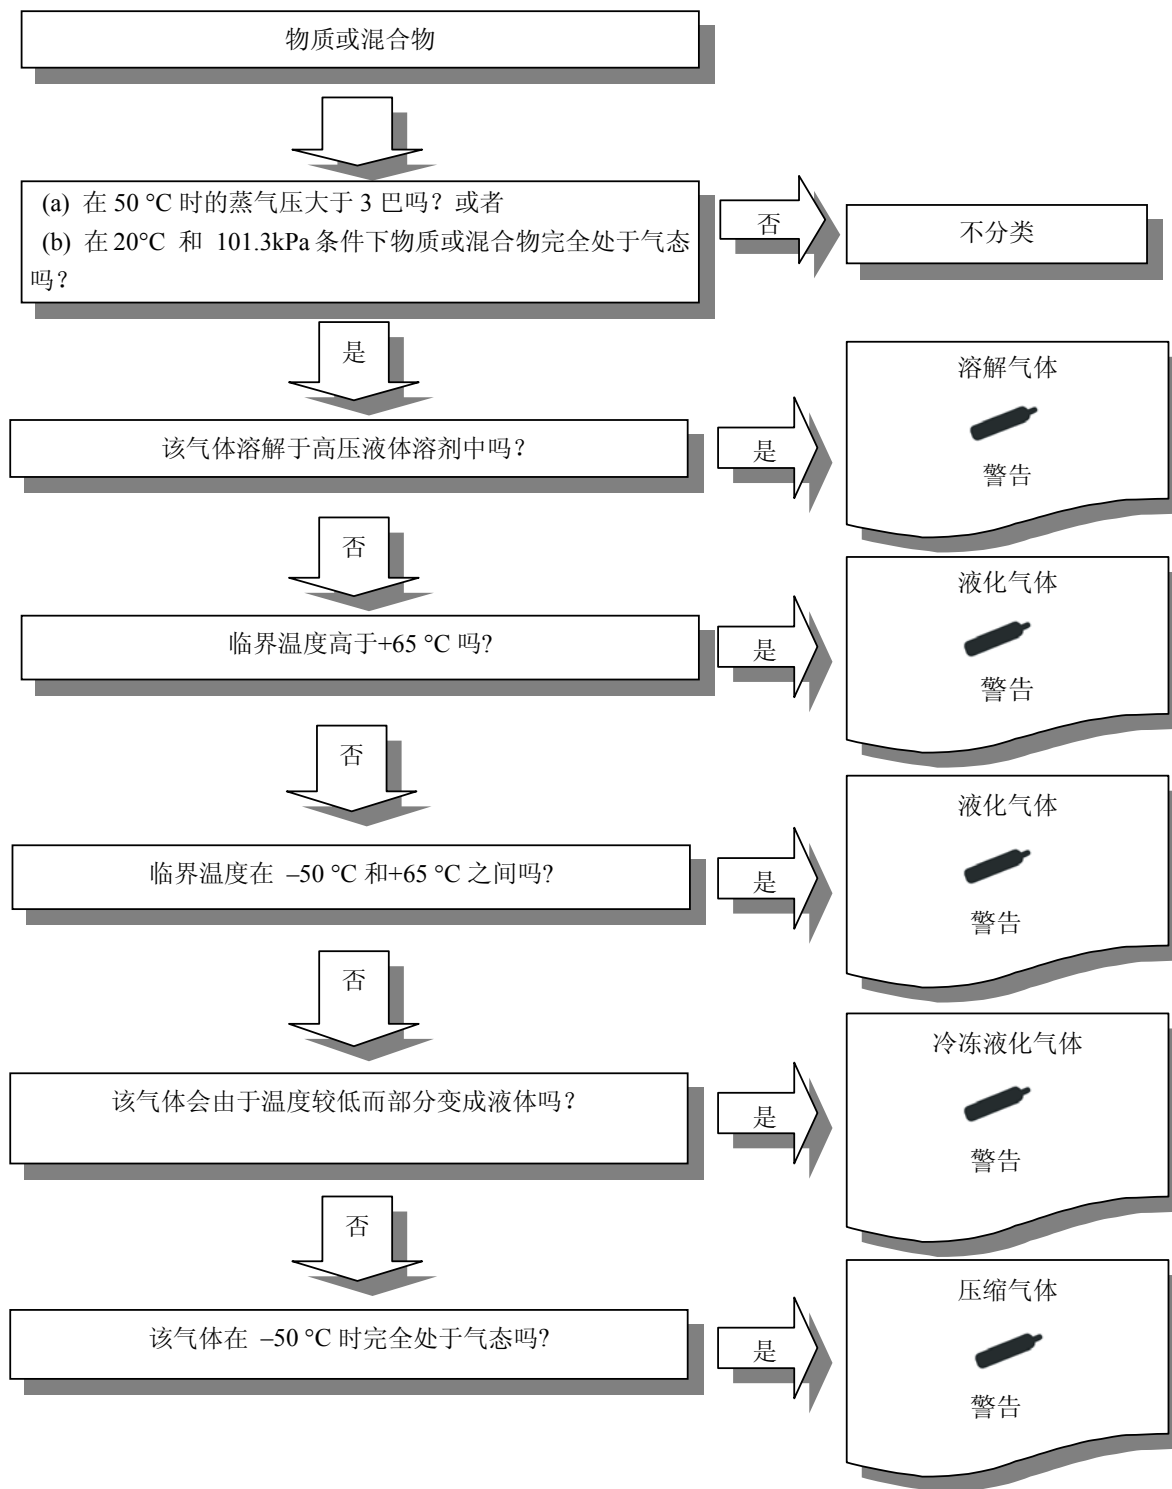 物质或混合物
(a) 在 50 °C 时的蒸气压大于 3 巴吗？或者
(b) 在20°C 和 101.3kPa条件下物质或混合物完全处于气态
吗？
否
不分类
是
该气体溶解于高压液体溶剂中吗？
是
溶解气体
警告
否
临界温度高于+65 °C 吗?
是
液化气体
警告
否
临界温度在 –50 °C 和+65 °C 之间吗?
是
液化气体
警告
否
该气体会由于温度较低而部分变成液体吗？
是
冷冻液化气体
警告
否
该气体在 –50 °C 时完全处于气态吗?
是
压缩气体
警告